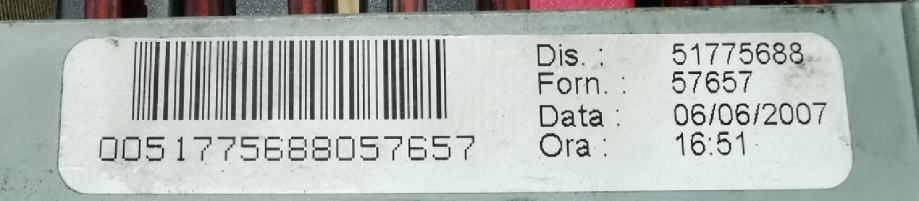 0051775688057657
Dis. : 51775688
Forn. : 57657
Data : 06/06/2007
Ora : 16:51